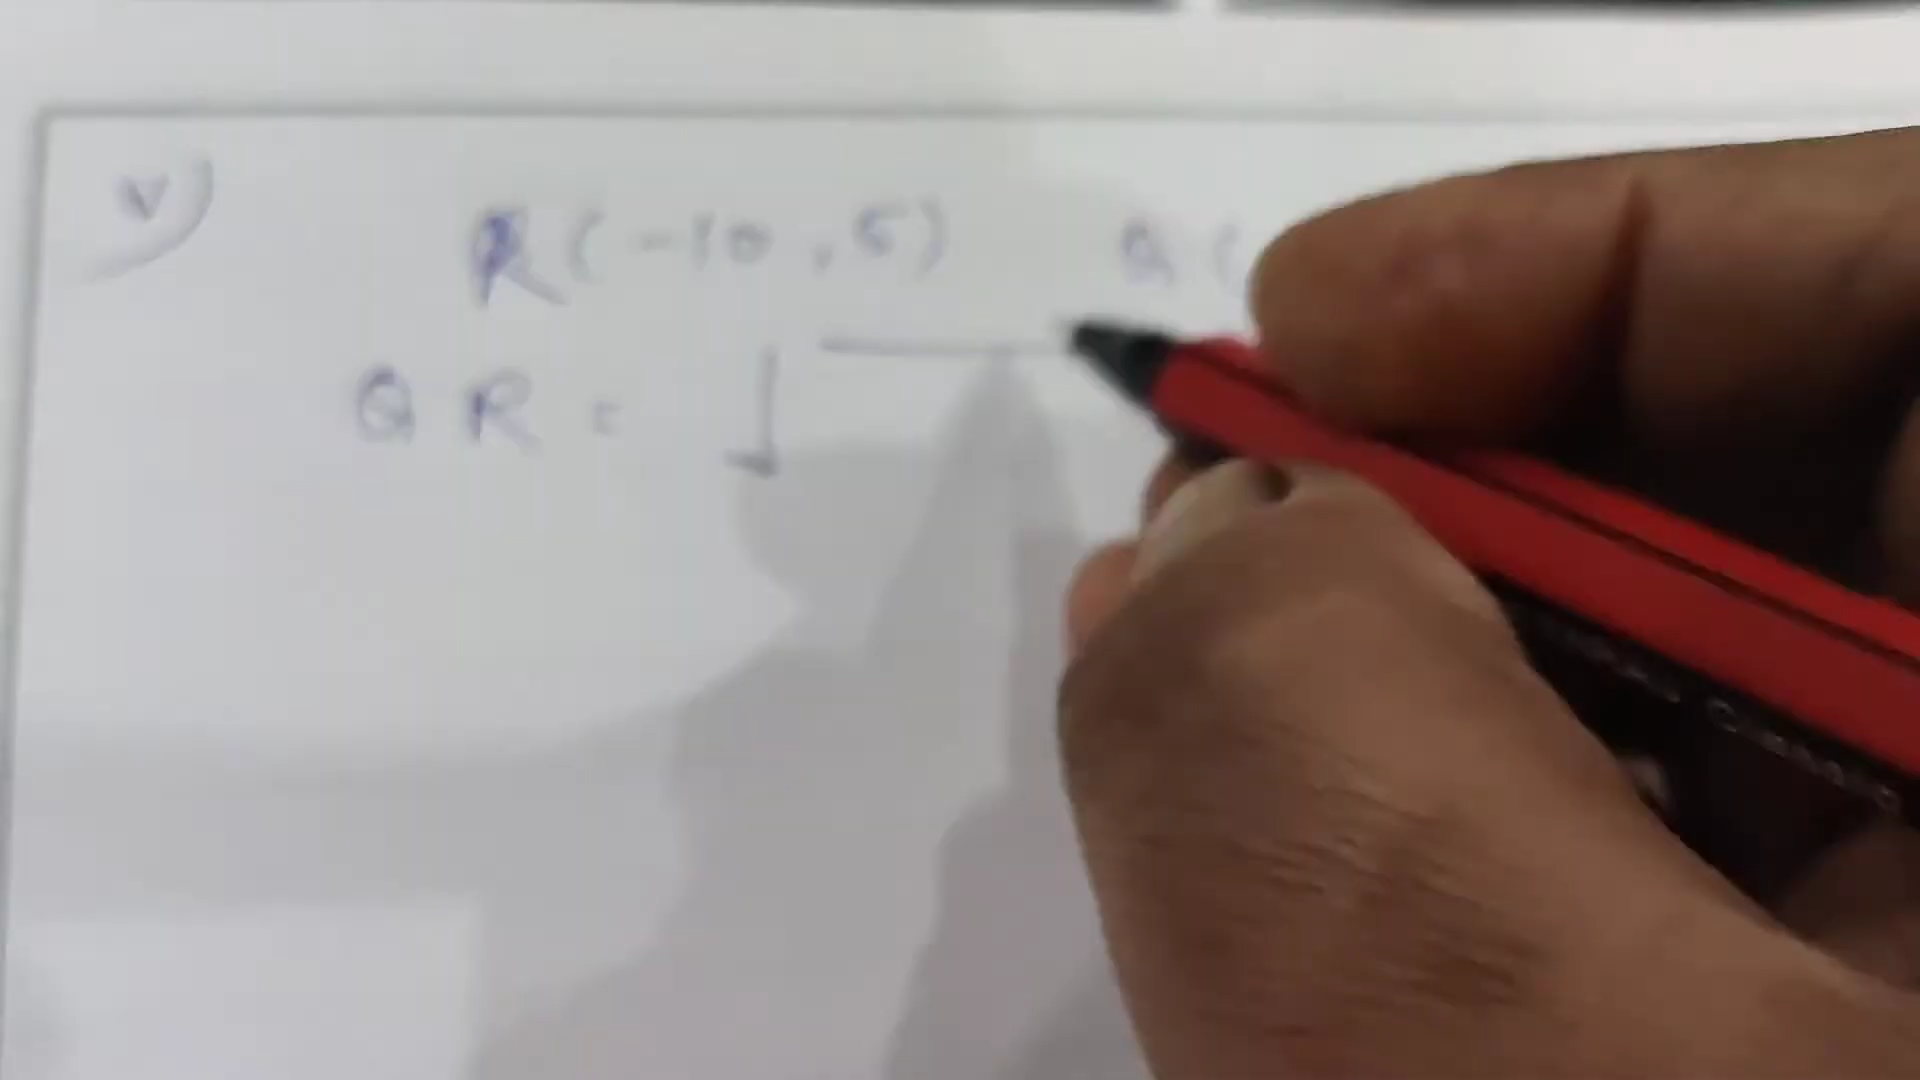 v)
R(-10,5) Q(
QR = √